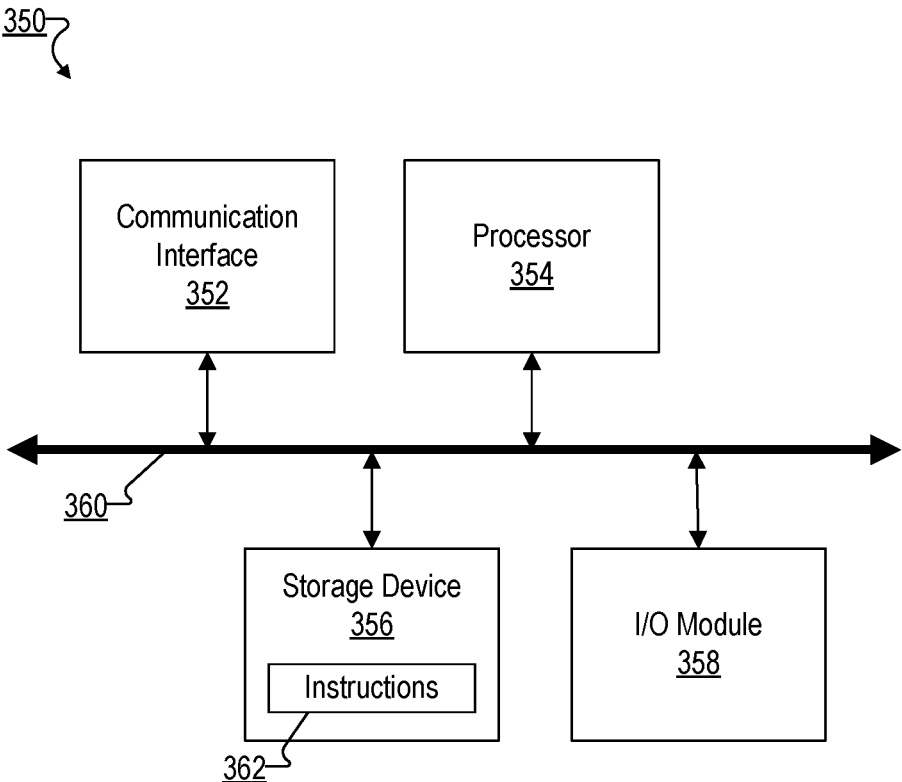 350
Communication
Interface
352
Processor
354
360
Storage Device
356
Instructions
362
I/O Module
358